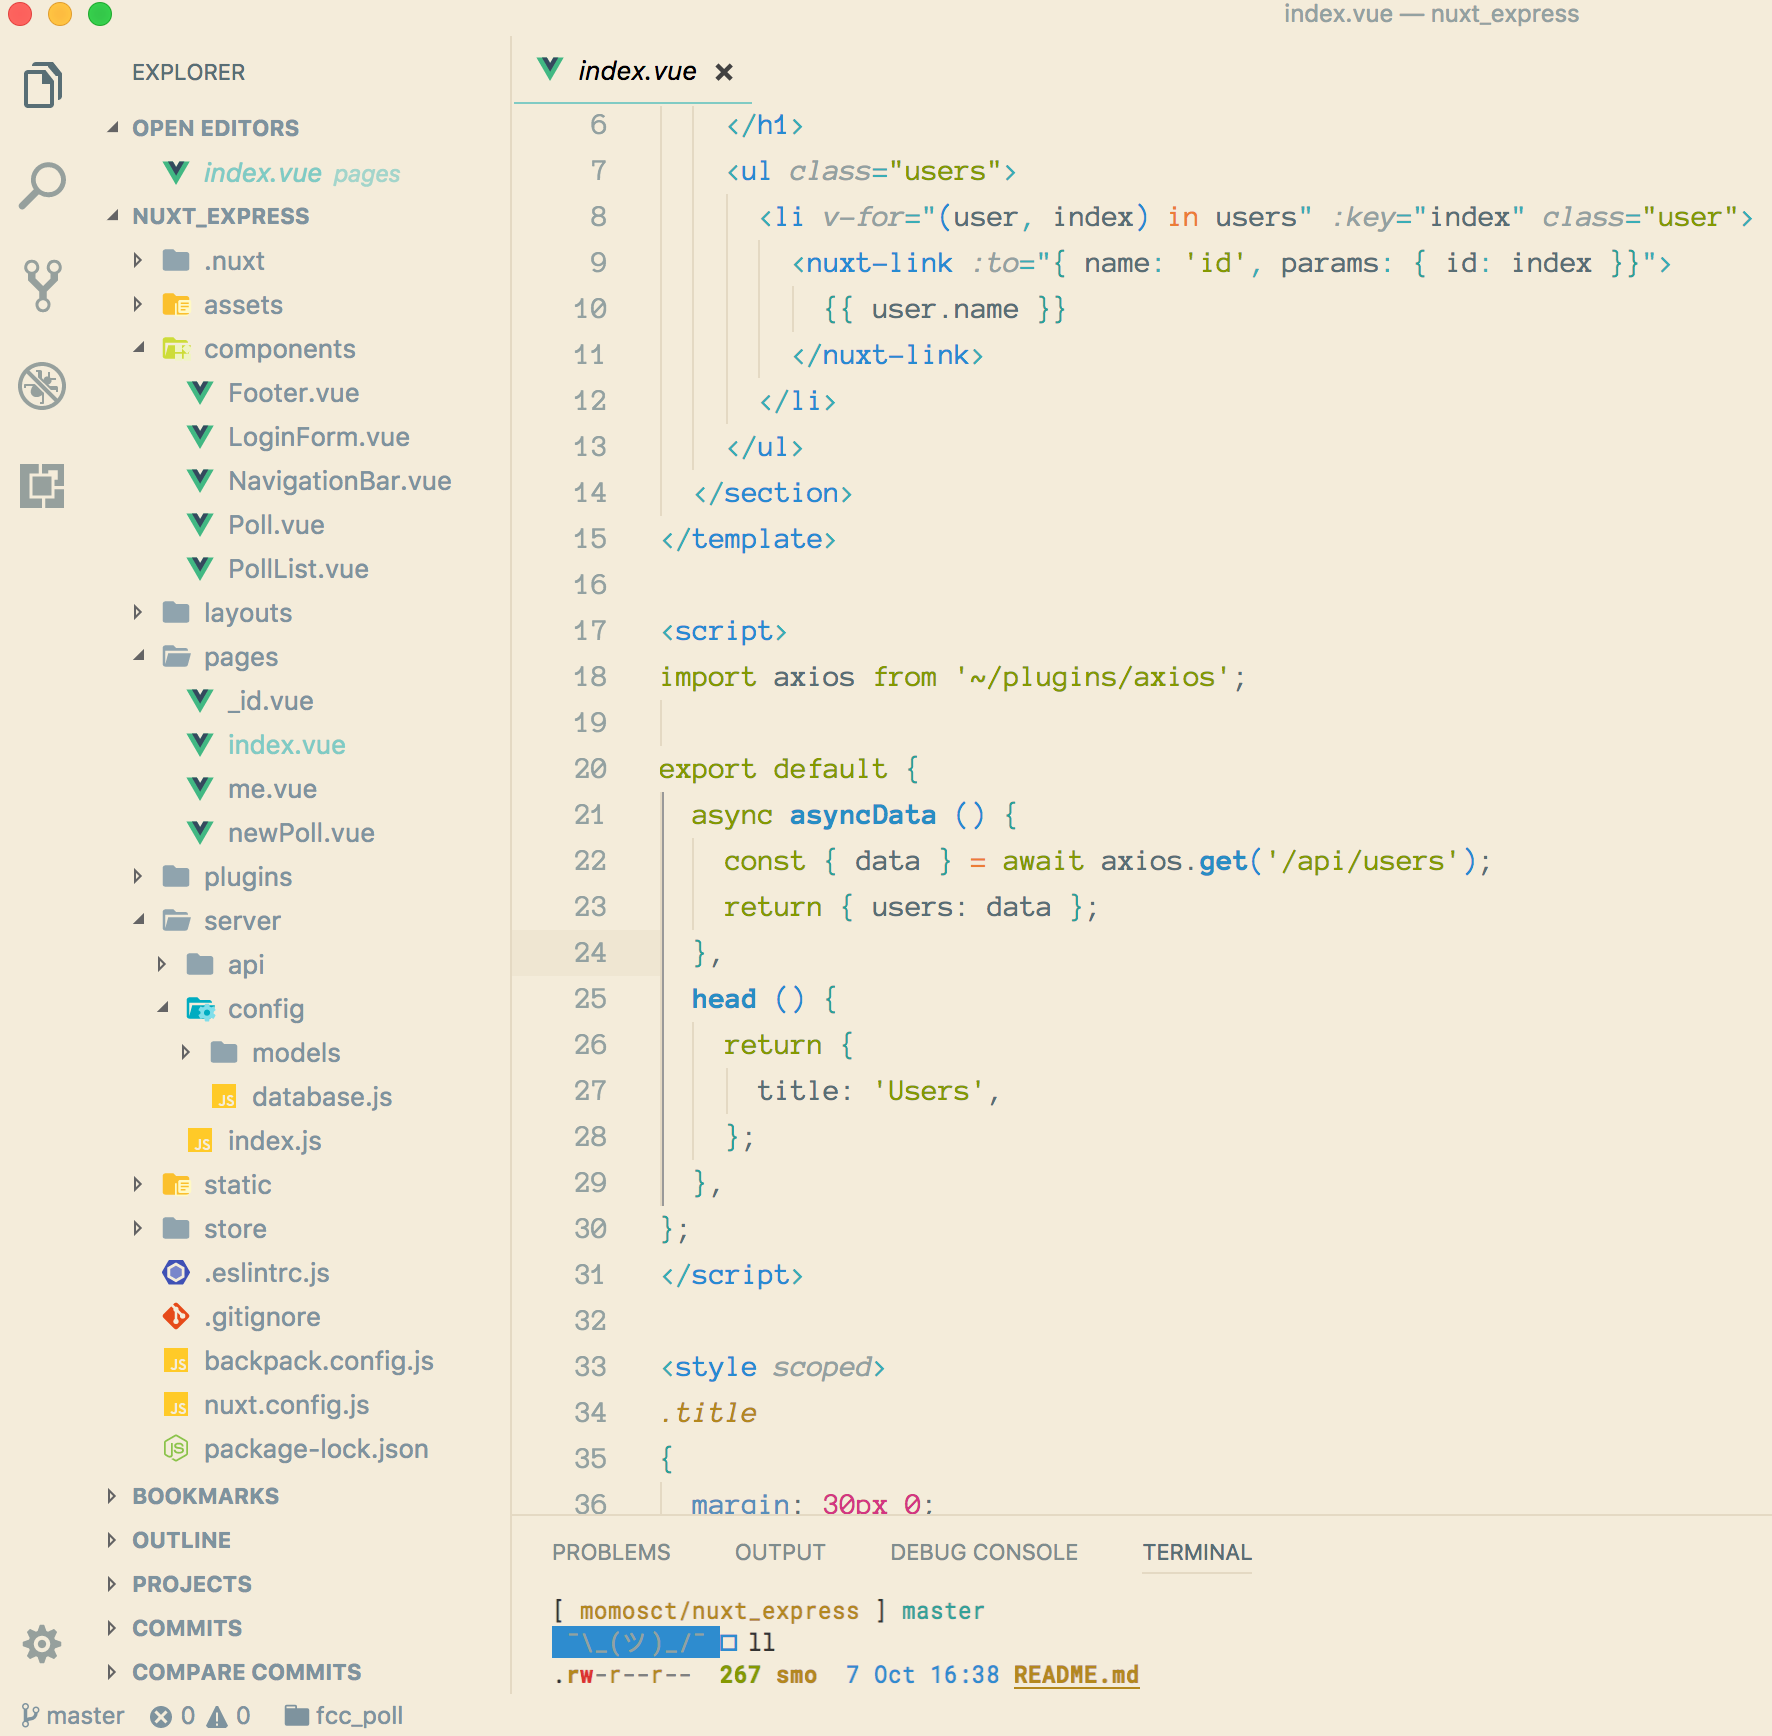 index.vue — nuxt_express
EXPLORER
OPEN EDITORS
index.vue pages
NUXT_EXPRESS
.nuxt
assets
components
Footer.vue
LoginForm.vue
NavigationBar.vue
Poll.vue
PollList.vue
layouts
pages
_id.vue
index.vue
me.vue
newPoll.vue
plugins
server
api
config
models
database.js
index.js
static
store
.eslintrc.js
.gitignore
backpack.config.js
nuxt.config.js
package-lock.json
BOOKMARKS
OUTLINE
PROJECTS
COMMITS
COMPARE COMMITS
index.vue
6 </h1>
7 <ul class="users">
8 <li v-for="(user, index) in users" :key="index" class="user">
9 <nuxt-link :to="{ name: 'id', params: { id: index }}">
10 {{ user.name }}
11 </nuxt-link>
12 </li>
13 </ul>
14 </section>
15 </template>
16
17 <script>
18 import axios from '~/plugins/axios';
19
20 export default {
21 async asyncData () {
22 const { data } = await axios.get('/api/users');
23 return { users: data };
24 },
25 head () {
26 return {
27 title: 'Users',
28 };
29 },
30 };
31 </script>
32
33 <style scoped>
34 .title
35 {
36 margin: 30px 0;
PROBLEMS OUTPUT DEBUG CONSOLE TERMINAL
[ momosct/nuxt_express ] master
¯\_(ツ)_/¯ ll
.rw-r--r-- 267 smo 7 Oct 16:38 README.md
master 0 0 fcc_poll